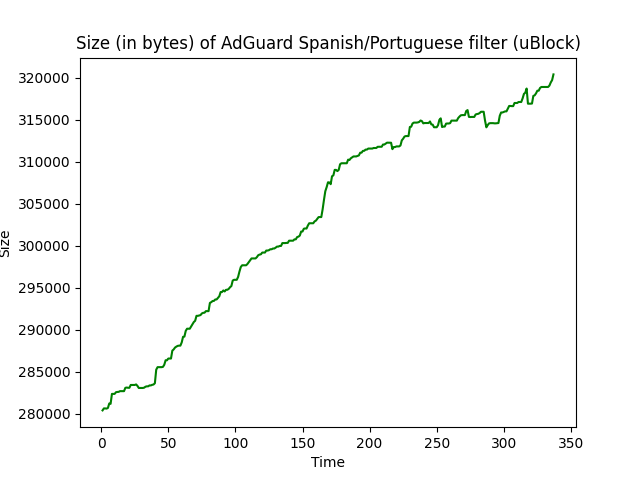 Size (in bytes) of AdGuard Spanish/Portuguese filter (uBlock)
320000
315000
310000
305000
300000
295000
290000
285000
280000
Size
0 50 100 150 200 250 300 350
Time